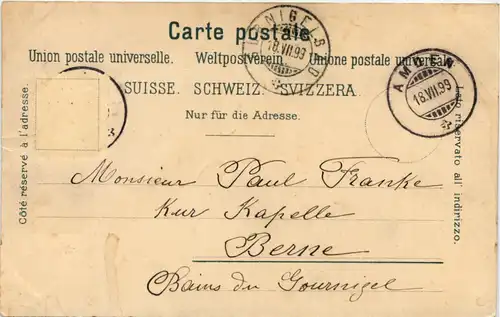 Carte postale.
Union postale universelle. Weltpostverein. Unione postale universale.
SUISSE. SCHWEIZ. SVIZZERA.
Nur für die Adresse.
Côté réservé à l'adresse.
Lato riservato all' indirizzo.
18.VII.99
AMDEN
18.VII.99
Monsieur Paul Franke
Kur Kapelle
Berne
Bains du Gournigel